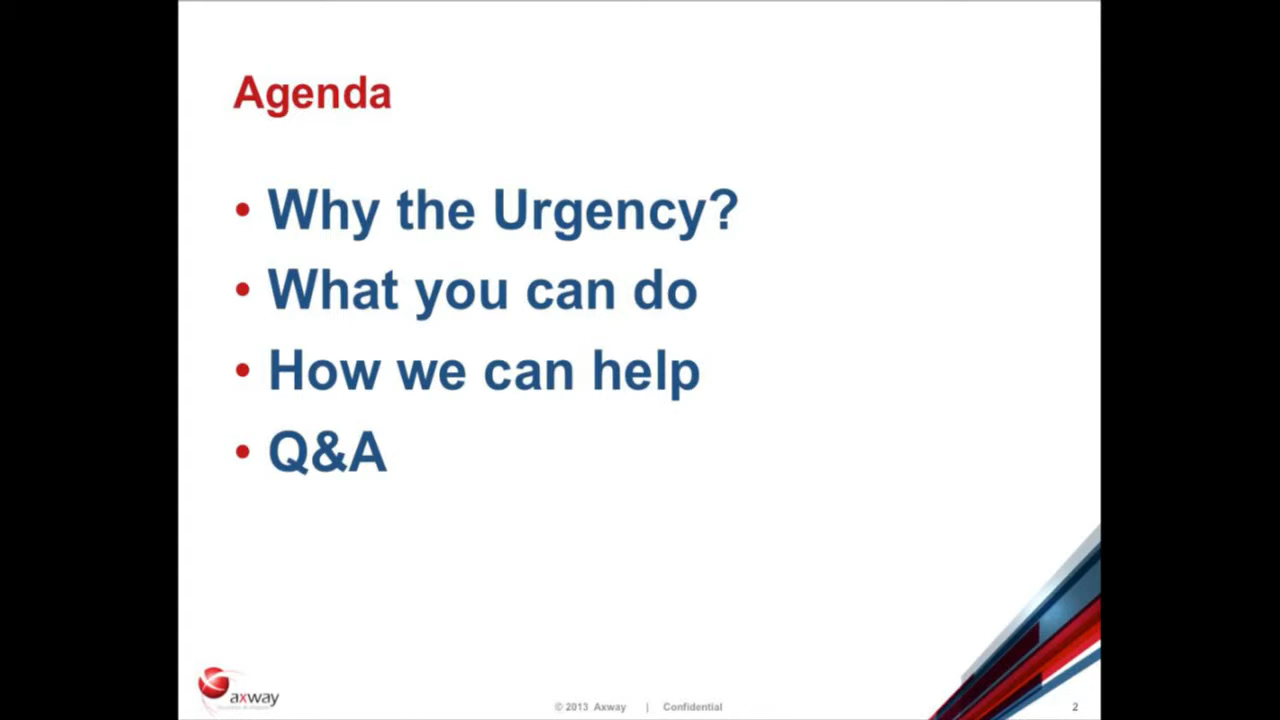 Agenda
• Why the Urgency?
• What you can do
• How we can help
• Q&A
axway
© 2013 Axway | Confidential
2